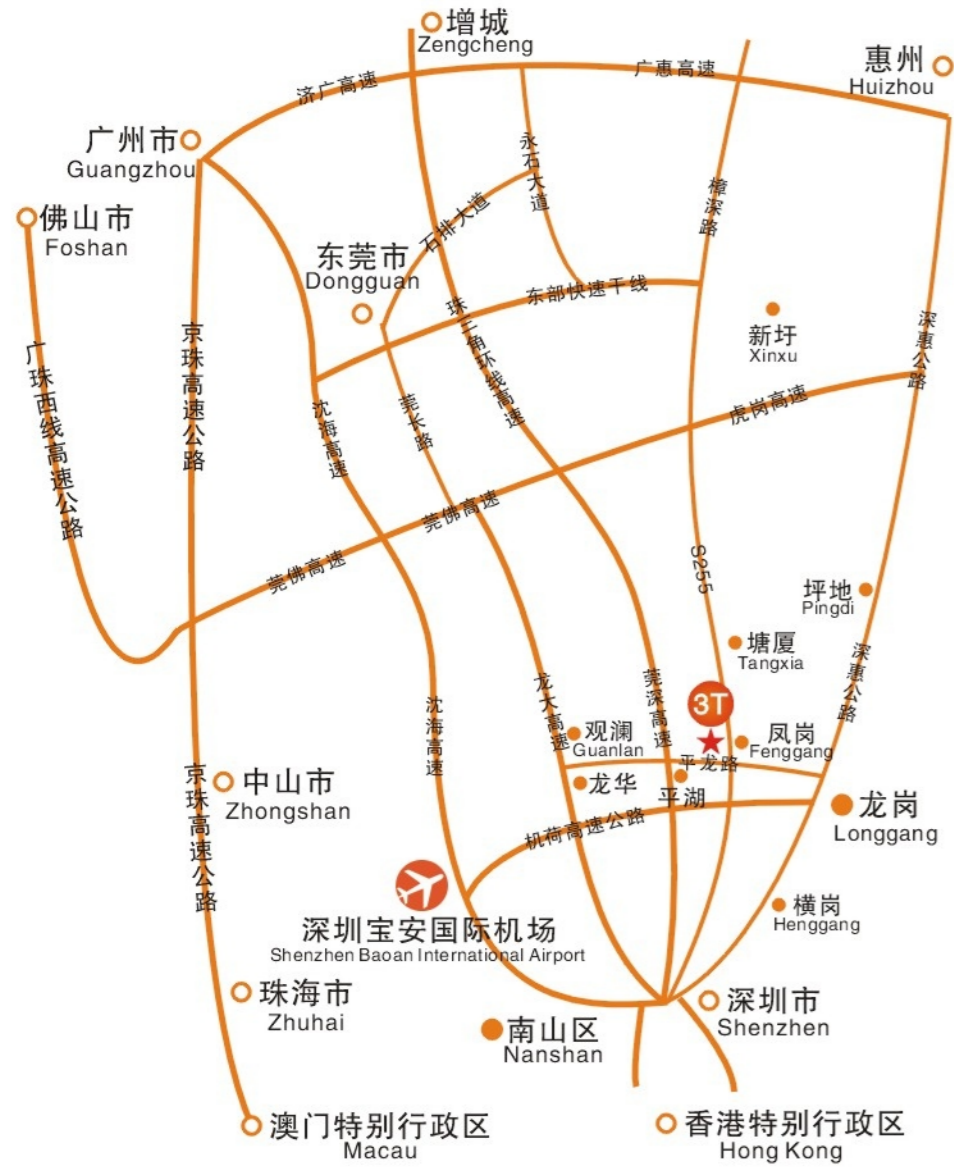 增城
Zengcheng
惠州
Huizhou
广惠高速
济广高速
广州市
Guangzhou
永石大道
石排大道
樟深路
佛山市
Foshan
东莞市
Dongguan
东部快速干线
珠三角环线高速
新圩
Xinxu
深惠公路
京珠高速公路
广珠西线高速公路
沈海高速
莞长路
虎岗高速
莞佛高速
莞佛高速
S255
坪地
Pingdi
塘厦
Tangxia
深惠公路
3T
龙大高速
莞深高速
沈海高速
观澜
Guanlan
凤岗
Fenggang
平龙路
京珠高速公路
中山市
Zhongshan
龙华
平湖
龙岗
Longgang
机荷高速公路
横岗
Henggang
深圳宝安国际机场
Shenzhen Baoan International Airport
珠海市
Zhuhai
深圳市
Shenzhen
南山区
Nanshan
澳门特别行政区
Macau
香港特别行政区
Hong Kong